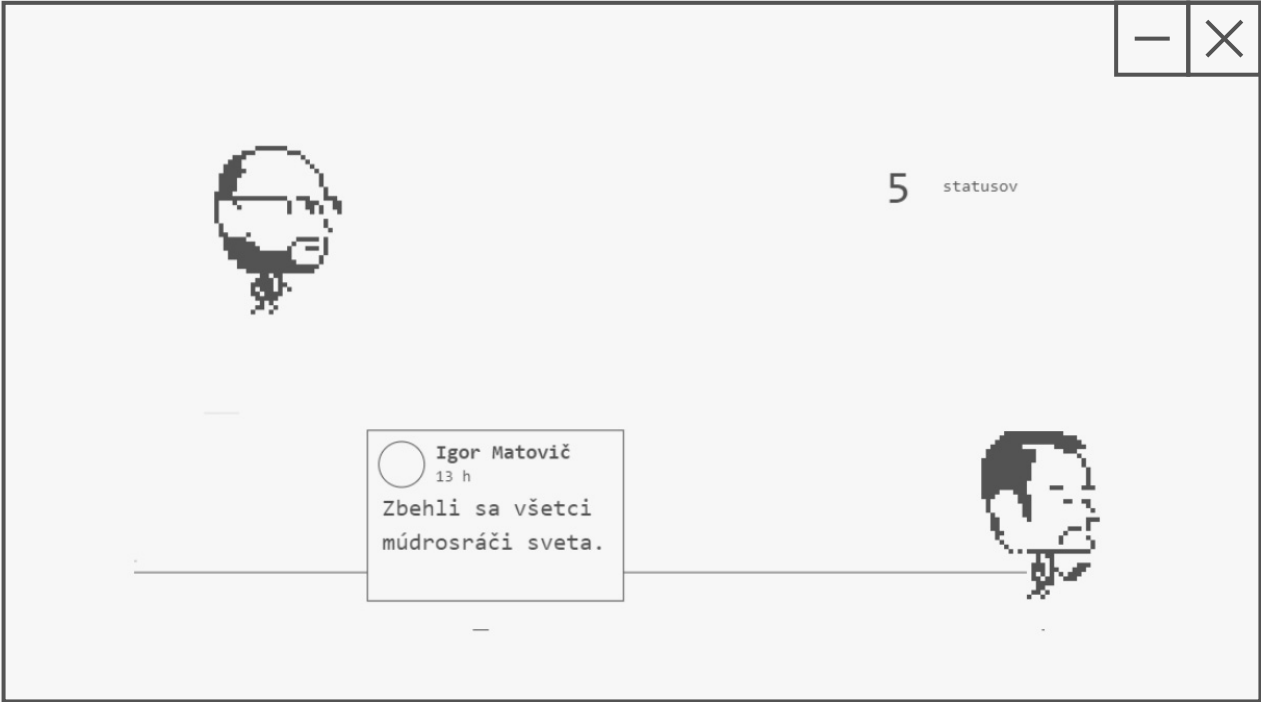 5 statusov
Igor Matovič
13 h
Zbehli sa všetci
múdrosráči sveta.